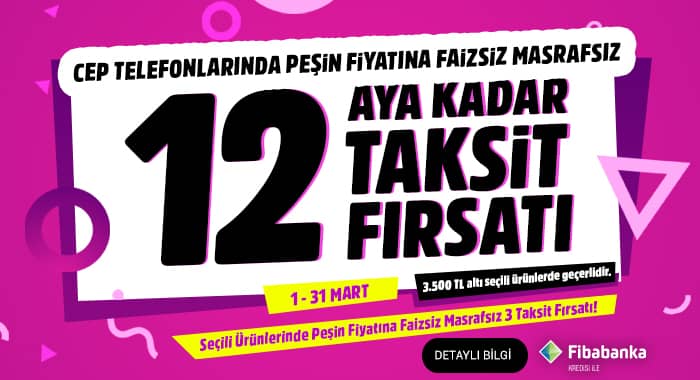 CEP TELEFONLARINDA PEŞİN FİYATINA FAİZSİZ MASRAFSIZ
12
AYA KADAR
TAKSİT
FIRSATI
3.500 TL altı seçili ürünlerde geçerlidir.
1 - 31 MART
Seçili Ürünlerinde Peşin Fiyatına Faizsiz Masrafsız 3 Taksit Fırsatı!
DETAYLI BİLGİ
Fibabanka
KREDİSİ İLE